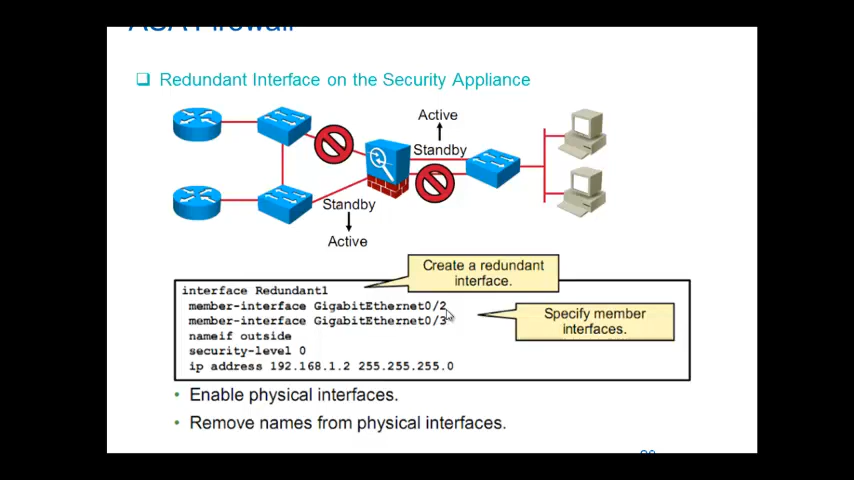 ASA Firewall
Redundant Interface on the Security Appliance
Active
Standby
Standby
Active
Create a redundant
interface.
interface Redundant1
member-interface GigabitEthernet0/2
member-interface GigabitEthernet0/3
nameif outside
security-level 0
ip address 192.168.1.2 255.255.255.0
Specify member
interfaces.
• Enable physical interfaces.
• Remove names from physical interfaces.